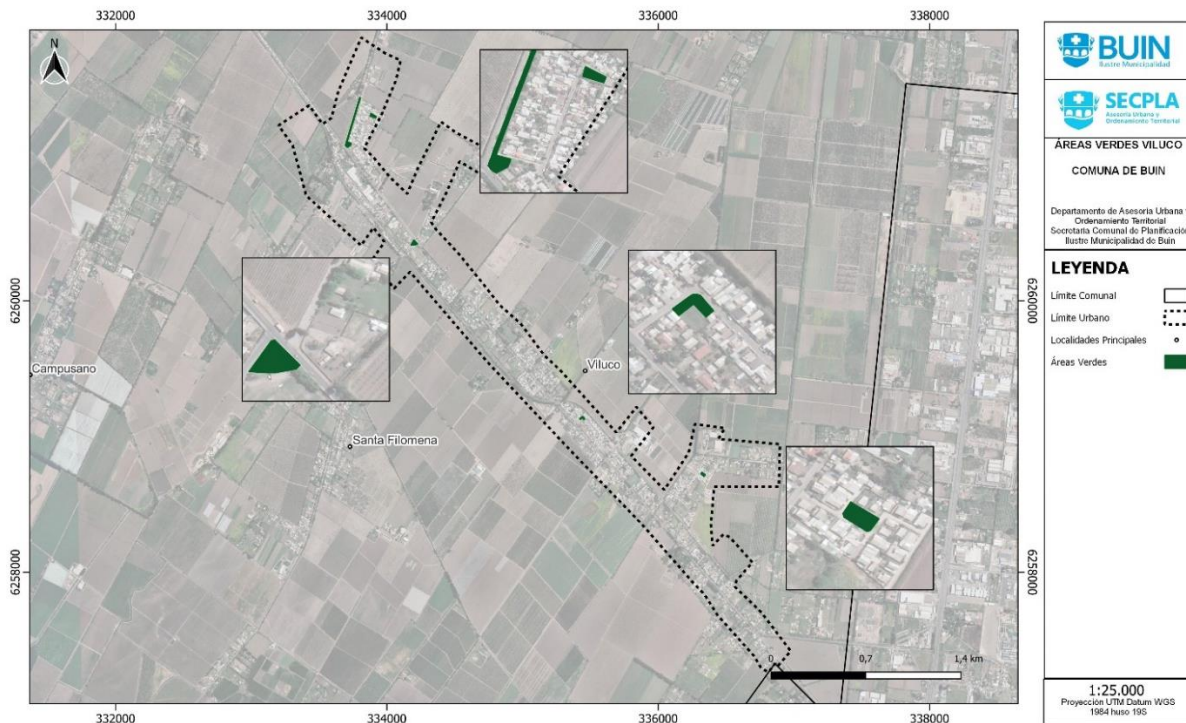 332000
334000
336000
338000
N
6260000
6258000
Campusano
Santa Filomena
Viluco
6260000
6258000
0
0,7
1,4 km
332000
334000
336000
338000
BUIN
Ilustre Municipalidad
SECPLA
Asesoría Urbana y
Ordenamiento Territorial
ÁREAS VERDES VILUCO
COMUNA DE BUIN
Departamento de Asesoría Urbana
Ordenamiento Territorial
Secretaría Comunal de Planificación
Ilustre Municipalidad de Buin
LEYENDA
Límite Comunal
Límite Urbano
Localidades Principales
Áreas Verdes
1:25.000
Proyección UTM Datum WGS
1984 huso 19S